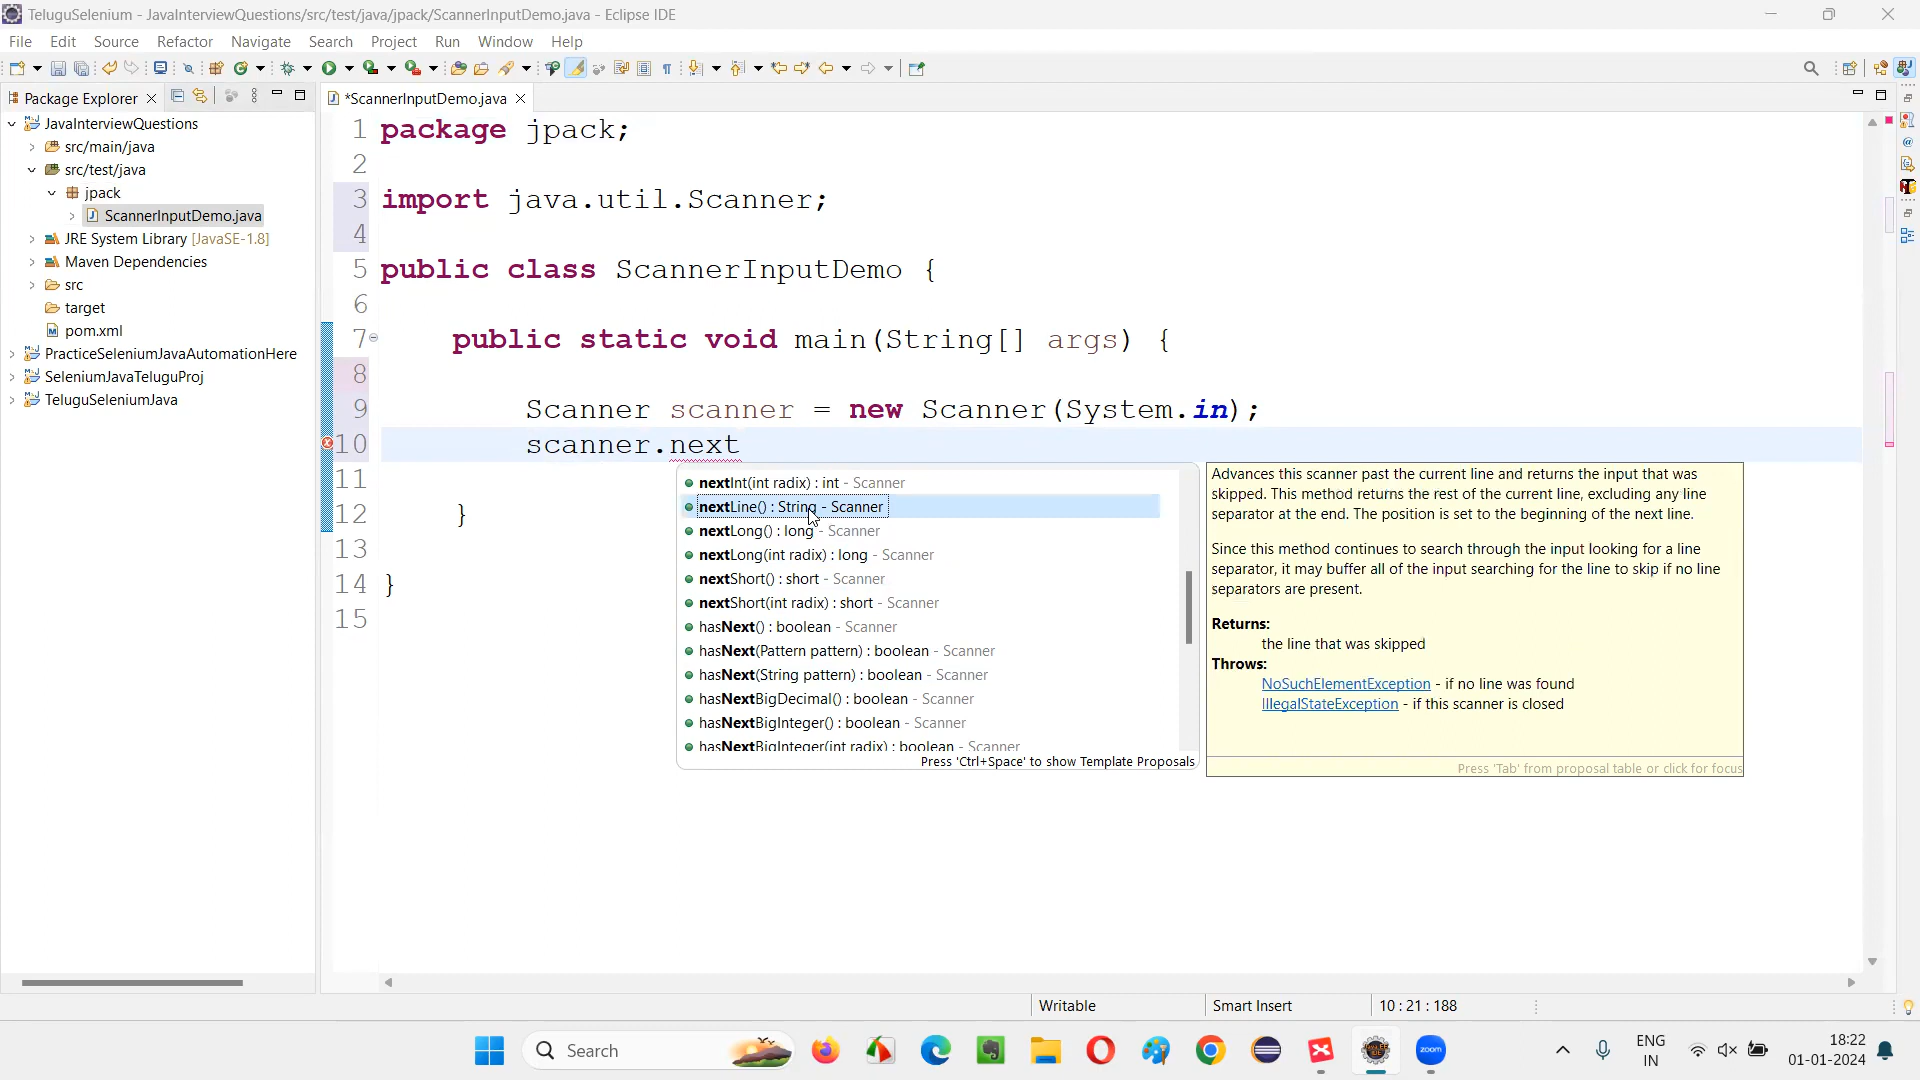 TeluguSelenium - JavaInterviewQuestions/src/test/java/jpack/ScannerInputDemo.java - Eclipse IDE
File Edit Source Refactor Navigate Search Project Run Window Help
Package Explorer
JavaInterviewQuestions
src/main/java
src/test/java
jpack
ScannerInputDemo.java
JRE System Library [JavaSE-1.8]
Maven Dependencies
src
target
pom.xml
PracticeSeleniumJavaAutomationHere
SeleniumJavaTeluguProj
TeluguSeleniumJava
*ScannerInputDemo.java
1 package jpack;
2
3 import java.util.Scanner;
4
5 public class ScannerInputDemo {
6
7 public static void main(String[] args) {
8
9 Scanner scanner = new Scanner(System.in);
10 scanner.next
11
12 }
13
14 }
15
nextInt(int radix) : int - Scanner
nextLine() : String - Scanner
nextLong() : long - Scanner
nextLong(int radix) : long - Scanner
nextShort() : short - Scanner
nextShort(int radix) : short - Scanner
hasNext() : boolean - Scanner
hasNext(Pattern pattern) : boolean - Scanner
hasNext(String pattern) : boolean - Scanner
hasNextBigDecimal() : boolean - Scanner
hasNextBigInteger() : boolean - Scanner
hasNextBigInteger(int radix) : boolean - Scanner
Press 'Ctrl+Space' to show Template Proposals
Advances this scanner past the current line and returns the input that was
skipped. This method returns the rest of the current line, excluding any line
separator at the end. The position is set to the beginning of the next line.
Since this method continues to search through the input looking for a line
separator, it may buffer all of the input searching for the line to skip if no line
separators are present.
Returns:
the line that was skipped
Throws:
NoSuchElementException - if no line was found
IllegalStateException - if this scanner is closed
Press 'Tab' from proposal table or click for focus
Writable Smart Insert 10 : 21 : 188
Search
zoom
ENG
IN
18:22
01-01-2024